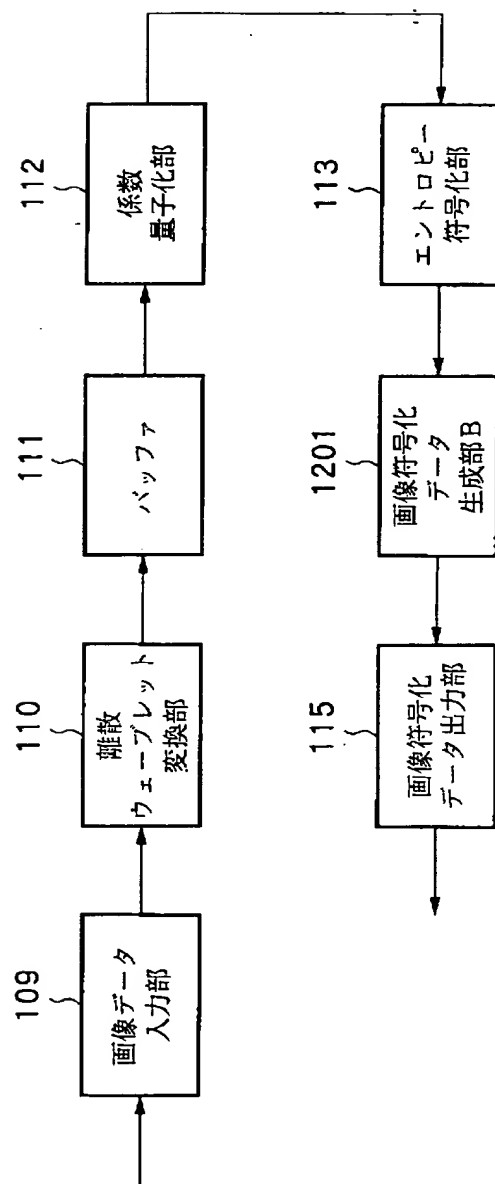 109
画像データ
入力部
110
離散
ウェーブレット
変換部
111
バッファ
112
係数
量子化部
113
エントロピー
符号化部
1201
画像符号化
データ
生成部B
115
画像符号化
データ出力部